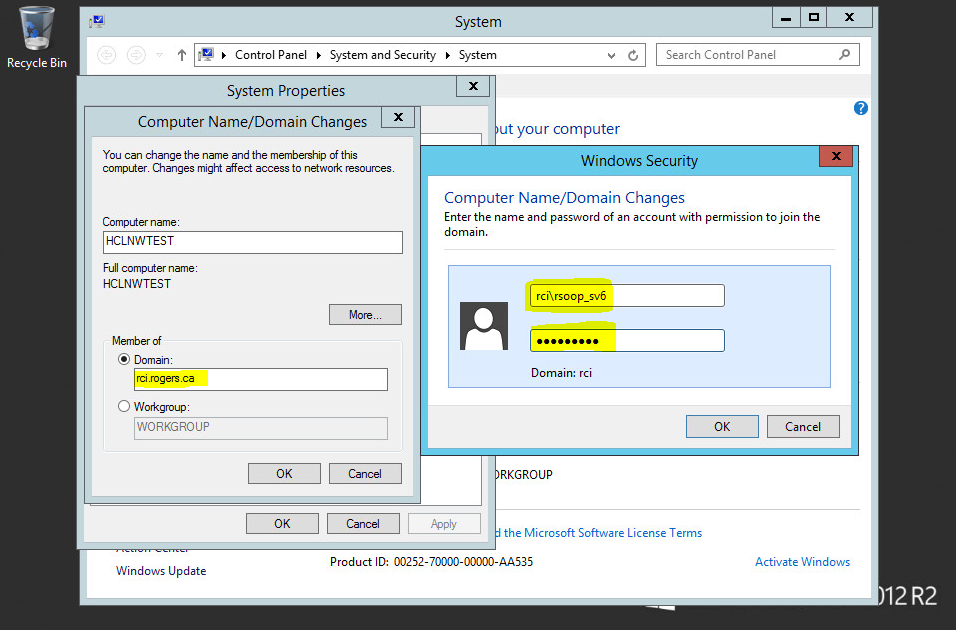 Recycle Bin
System
Control Panel
System and Security
System
Search Control Panel
System Properties
out your computer
Computer Name/Domain Changes
You can change the name and the membership of this
computer. Changes might affect access to network resources.
Computer name:
HCLNWTEST
Full computer name:
HCLNWTEST
More...
Member of
Domain:
rci.rogers.ca
Workgroup:
WORKGROUP
OK
Cancel
OK
Cancel
Apply
Windows Security
Computer Name/Domain Changes
Enter the name and password of an account with permission to join the
domain.
rci\rsoop_sv6
●●●●●●●●●
Domain: rci
OK
Cancel
ORKGROUP
d the Microsoft Software License Terms
Action Center
Windows Update
Product ID: 00252-70000-00000-AA535
Activate Windows
012 R2